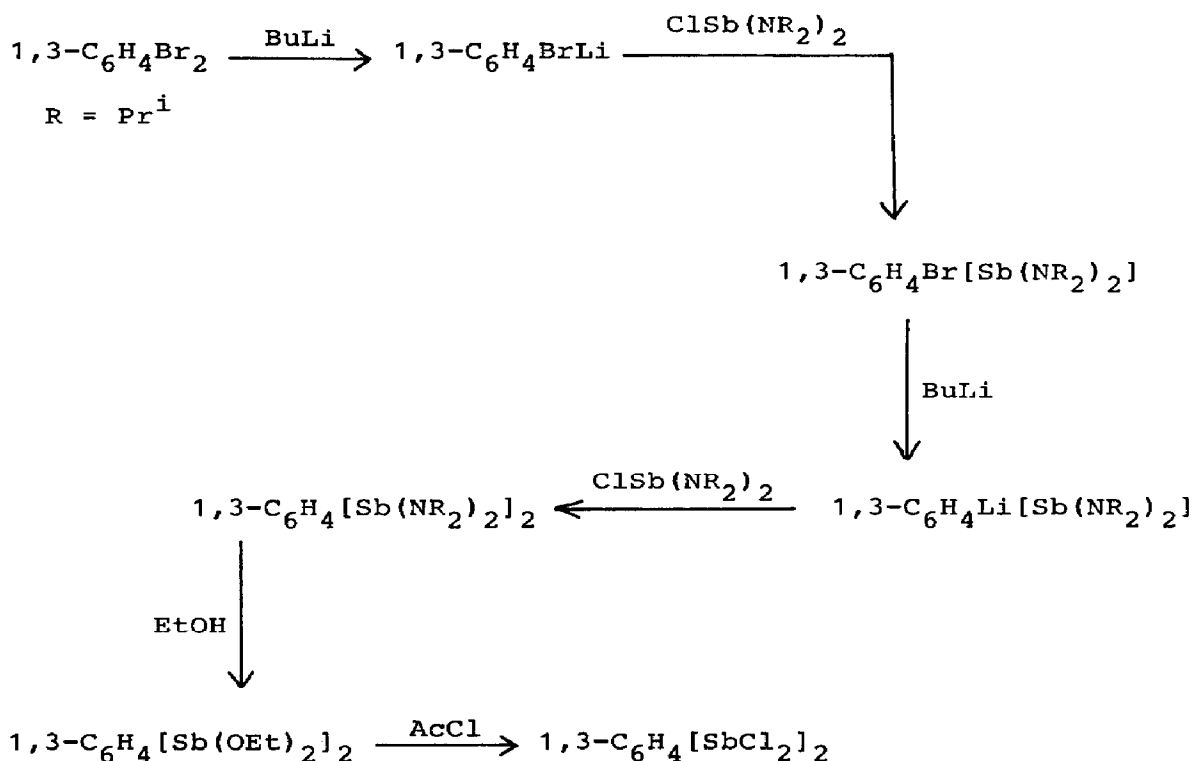 1,3-C₆H₄Br₂ BuLi 1,3-C₆H₄BrLi ClSb(NR₂)₂
R = Prⁱ
1,3-C₆H₄Br[Sb(NR₂)₂]
BuLi
1,3-C₆H₄[Sb(NR₂)₂]₂ ClSb(NR₂)₂ 1,3-C₆H₄Li[Sb(NR₂)₂]
EtOH
1,3-C₆H₄[Sb(OEt)₂]₂ AcCl 1,3-C₆H₄[SbCl₂]₂